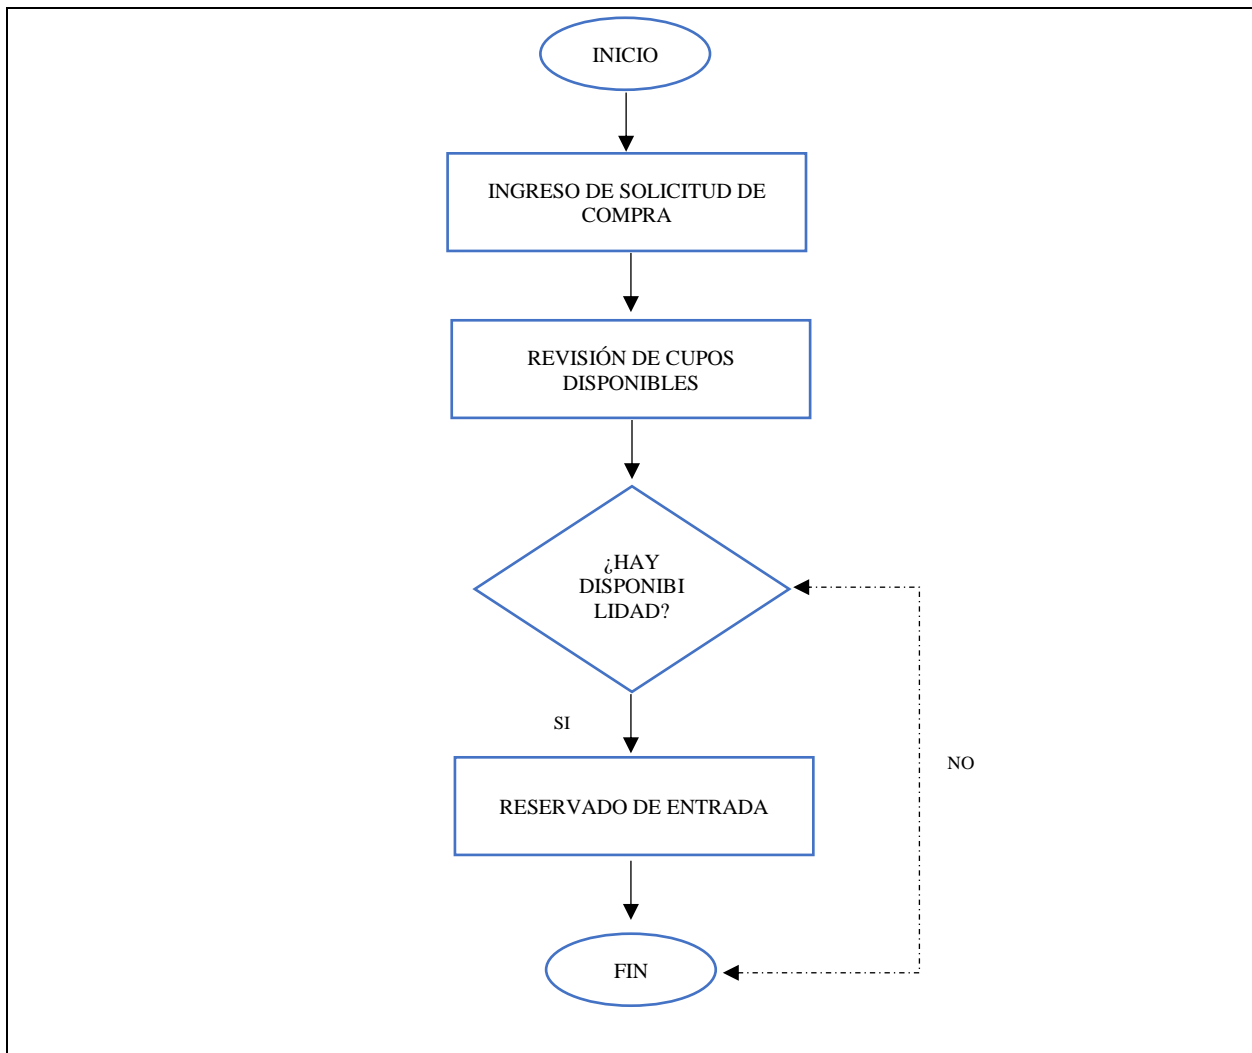 INICIO
INGRESO DE SOLICITUD DE
COMPRA
REVISIÓN DE CUPOS
DISPONIBLES
¿HAY
DISPONIBI
LIDAD?
SI
NO
RESERVADO DE ENTRADA
FIN